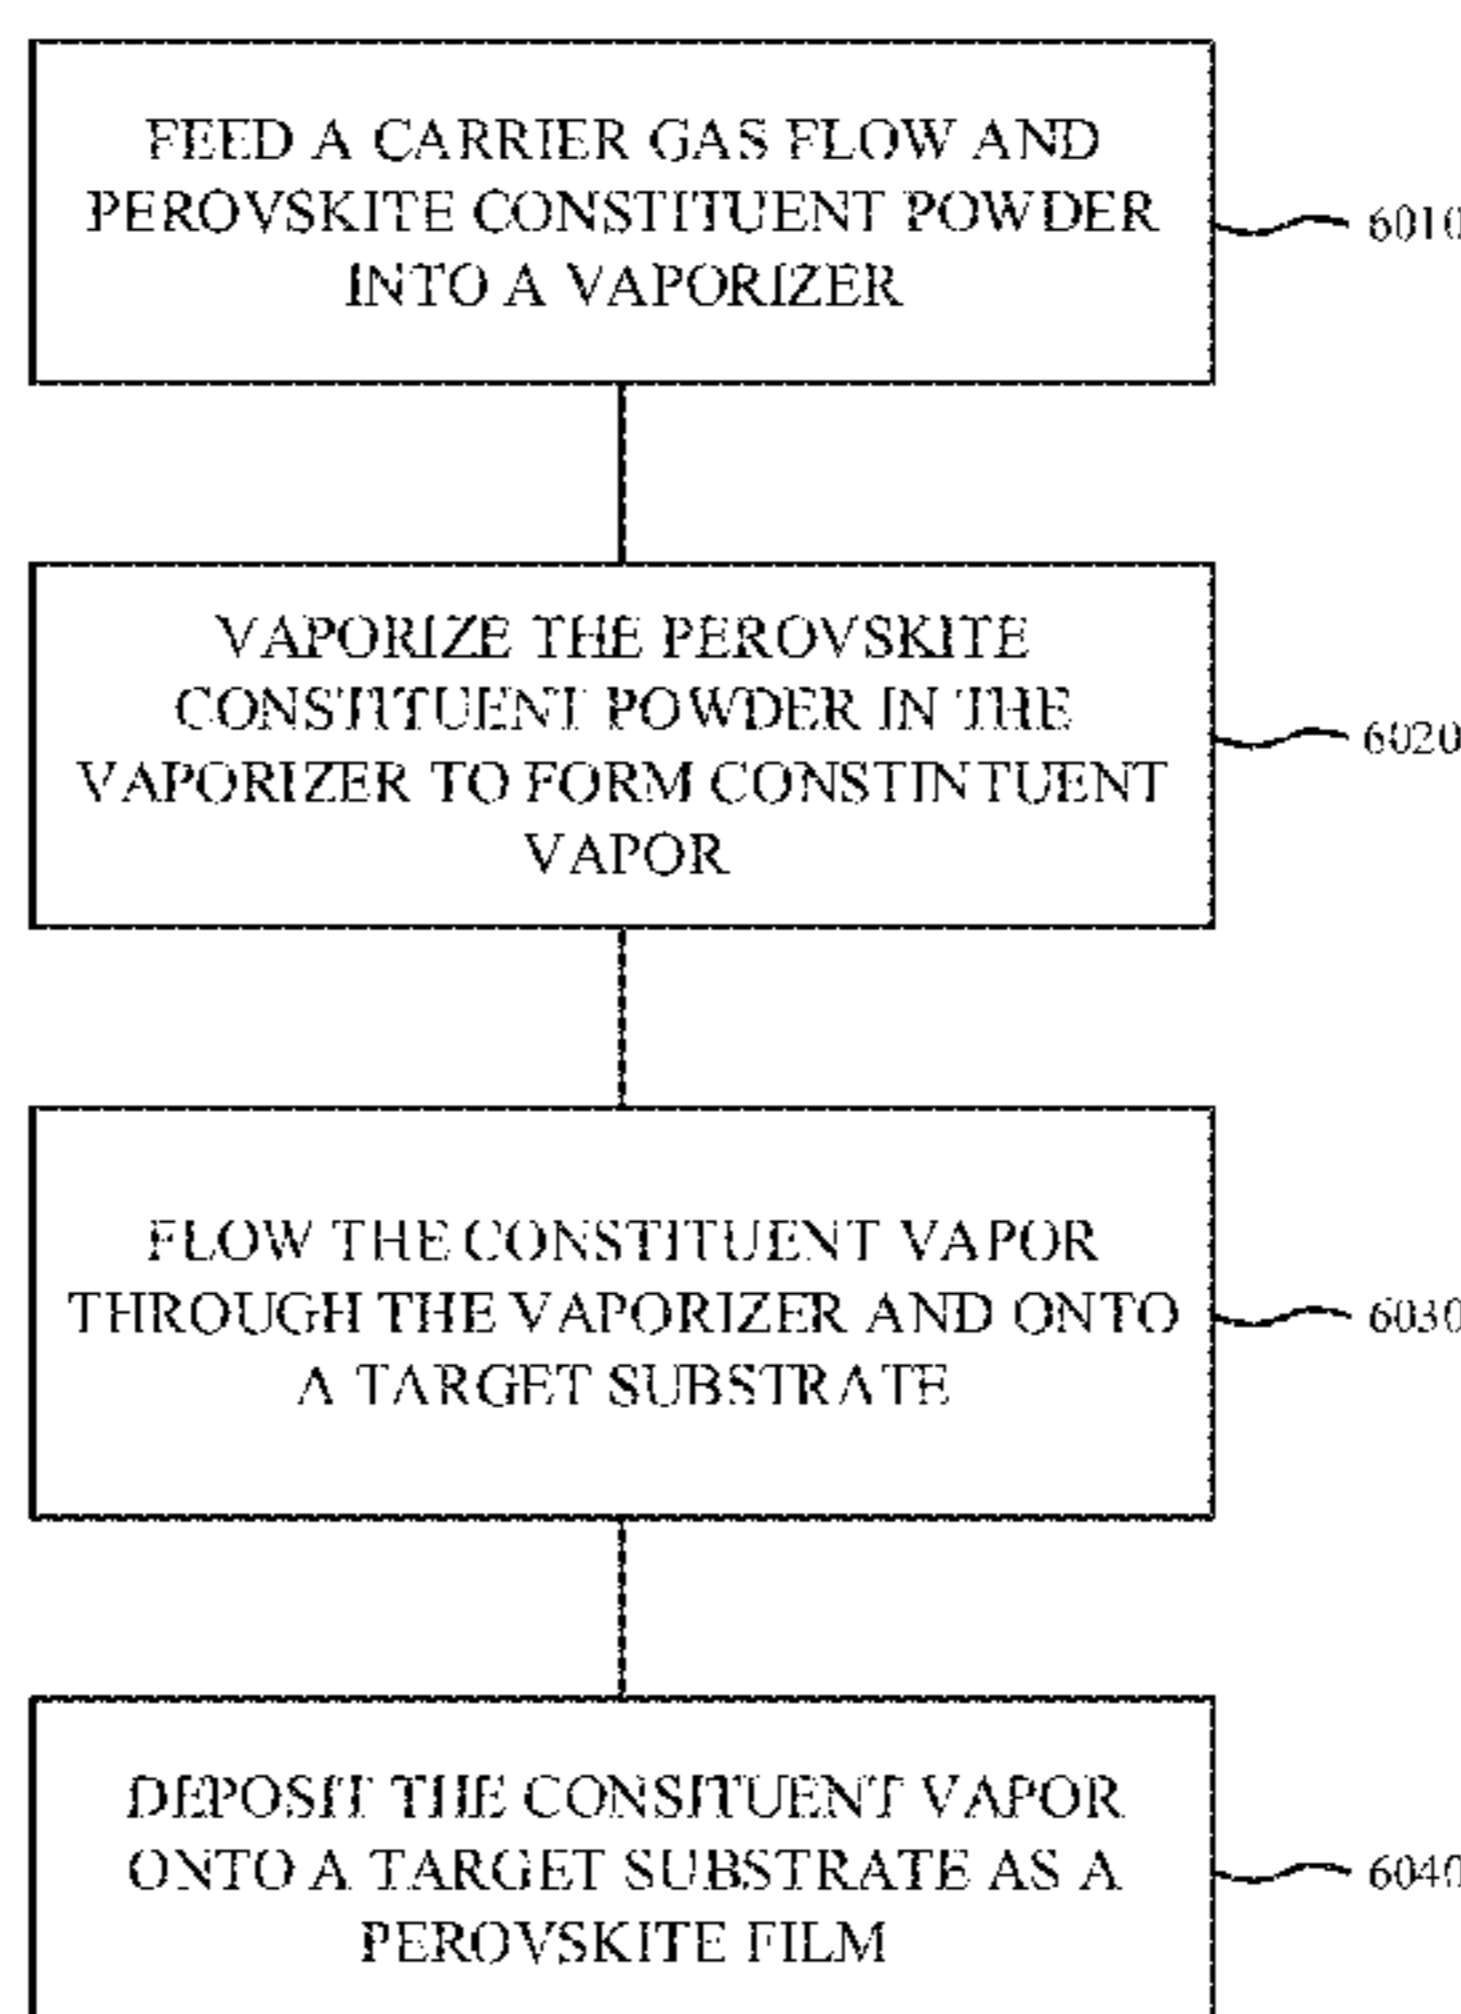 FEED A CARRIER GAS FLOW AND
PEROVSKITE CONSTITUENT POWDER
INTO A VAPORIZER
6010
VAPORIZE THE PEROVSKITE
CONSTITUENT POWDER IN THE
VAPORIZER TO FORM CONSTINTUENT
VAPOR
6020
FLOW THE CONSTITUENT VAPOR
THROUGH THE VAPORIZER AND ONTO
A TARGET SUBSTRATE
6030
DEPOSIT THE CONSITUENT VAPOR
ONTO A TARGET SUBSTRATE AS A
PEROVSKITE FILM
6040